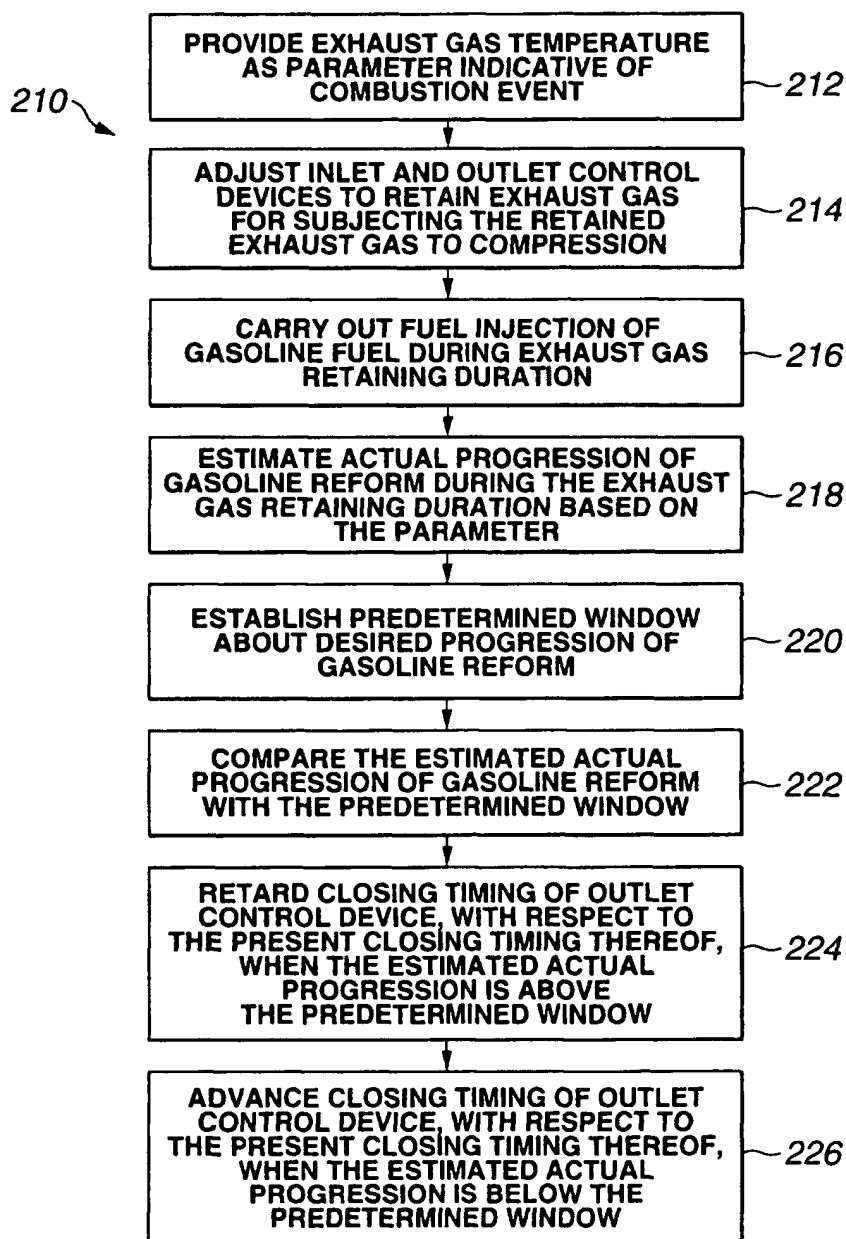 210
PROVIDE EXHAUST GAS TEMPERATURE
AS PARAMETER INDICATIVE OF
COMBUSTION EVENT
212
ADJUST INLET AND OUTLET CONTROL
DEVICES TO RETAIN EXHAUST GAS
FOR SUBJECTING THE RETAINED
EXHAUST GAS TO COMPRESSION
214
CARRY OUT FUEL INJECTION OF
GASOLINE FUEL DURING EXHAUST GAS
RETAINING DURATION
216
ESTIMATE ACTUAL PROGRESSION OF
GASOLINE REFORM DURING THE EXHAUST
GAS RETAINING DURATION BASED ON
THE PARAMETER
218
ESTABLISH PREDETERMINED WINDOW
ABOUT DESIRED PROGRESSION OF
GASOLINE REFORM
220
COMPARE THE ESTIMATED ACTUAL
PROGRESSION OF GASOLINE REFORM
WITH THE PREDETERMINED WINDOW
222
RETARD CLOSING TIMING OF OUTLET
CONTROL DEVICE, WITH RESPECT TO
THE PRESENT CLOSING TIMING THEREOF,
WHEN THE ESTIMATED ACTUAL
PROGRESSION IS ABOVE
THE PREDETERMINED WINDOW
224
ADVANCE CLOSING TIMING OF OUTLET
CONTROL DEVICE, WITH RESPECT TO
THE PRESENT CLOSING TIMING THEREOF,
WHEN THE ESTIMATED ACTUAL
PROGRESSION IS BELOW THE
PREDETERMINED WINDOW
226